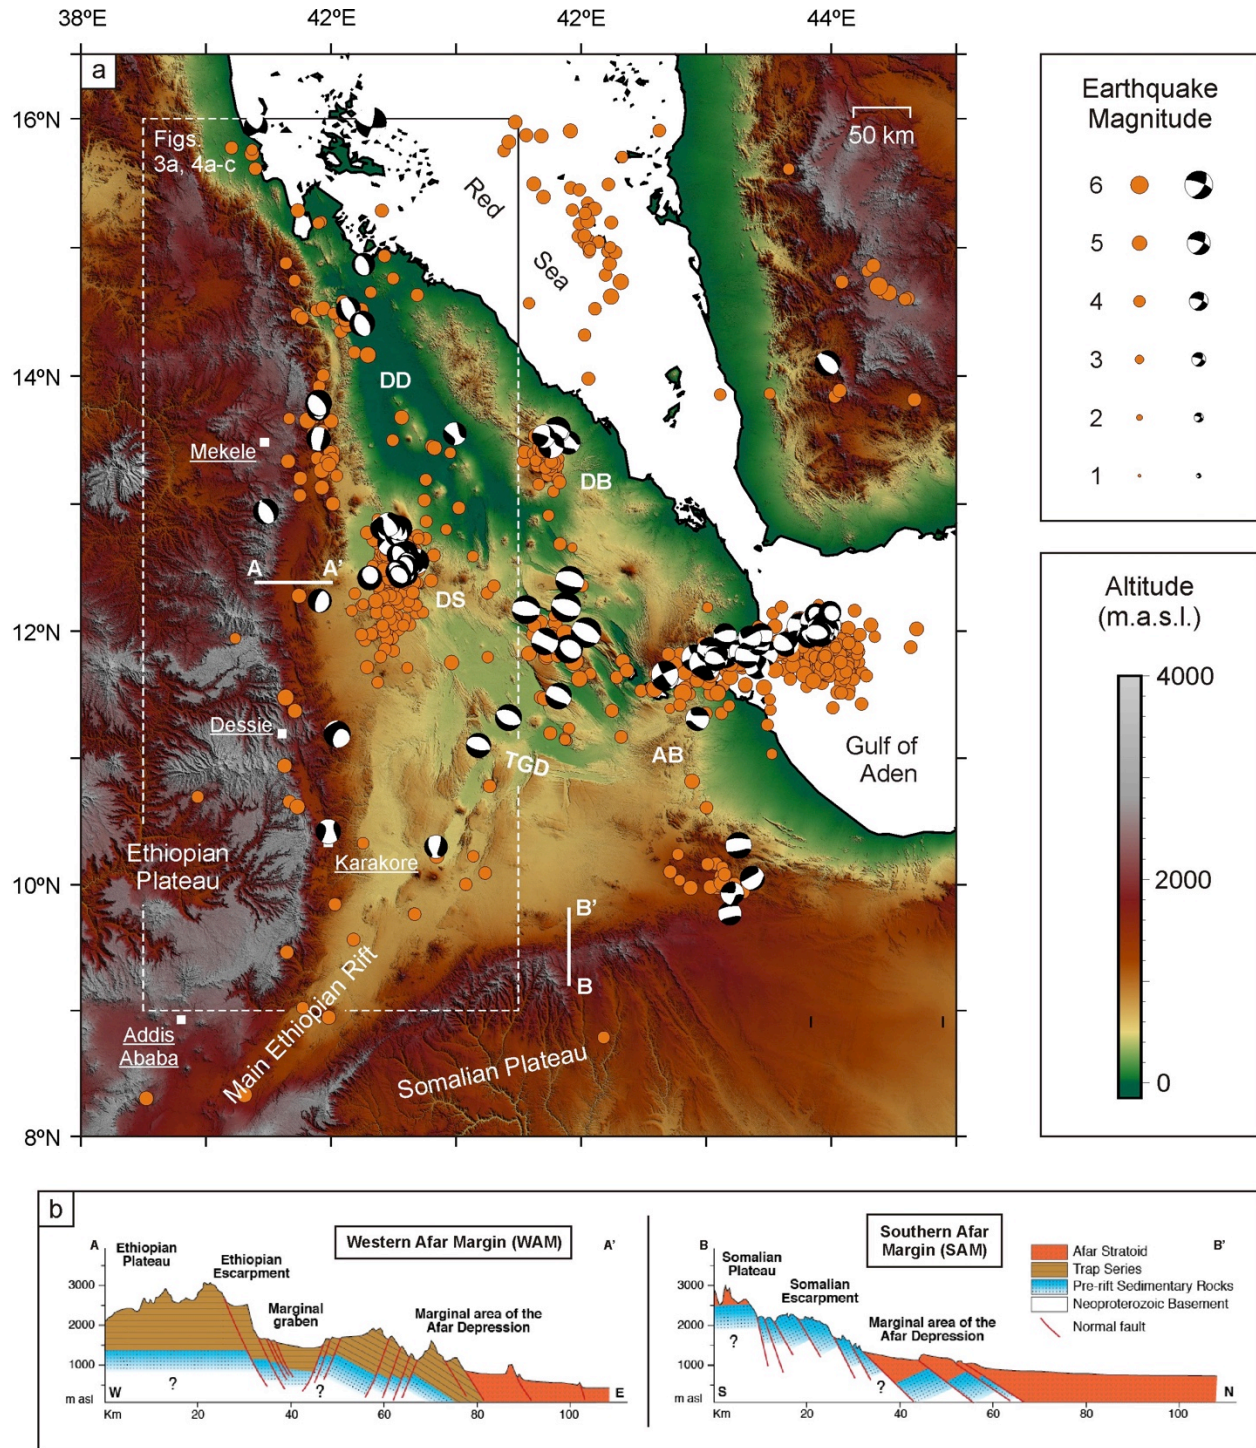 38ºE
42ºE
42ºE
44ºE
a
16ºN
14ºN
12ºN
10ºN
8ºN
Figs.
3a, 4a-c
50 km
Red
Sea
DD
Mekele
DB
A
A'
DS
Dessie
TGD
AB
Gulf of
Aden
Ethiopian
Plateau
Karakore
B'
B
Main Ethiopian Rift
Addis
Ababa
Somalian Plateau
Earthquake
Magnitude
6
5
4
3
2
1
Altitude
(m.a.s.l.)
4000
2000
0
b
Western Afar Margin (WAM)
A
A'
Ethiopian
Plateau
Ethiopian
Escarpment
Marginal
graben
Marginal area of the
Afar Depression
3000
2000
1000
m asl
W
?
?
E
Km
20
40
60
80
100
Southern Afar
Margin (SAM)
B
B'
Somalian
Plateau
Somalian
Escarpment
Marginal area of the
Afar Depression
3000
2000
1000
m asl
S
?
?
N
Km
20
40
60
80
100
Afar Stratoid
Trap Series
Pre-rift Sedimentary Rocks
Neoproterozoic Basement
Normal fault